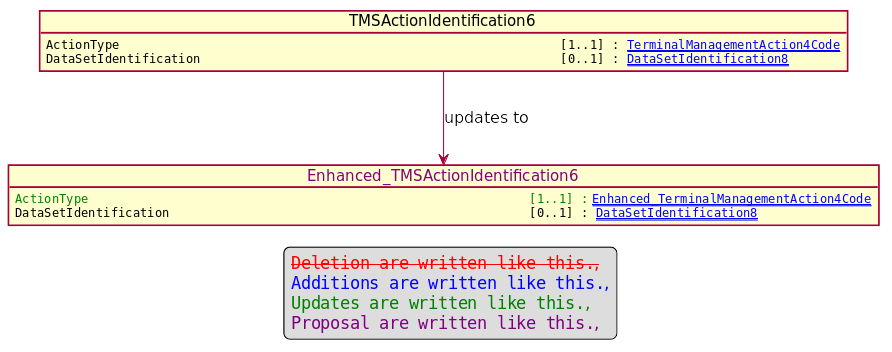 TMSActionIdentification6
ActionType [1..1] : TerminalManagementAction4Code
DataSetIdentification [0..1] : DataSetIdentification8
updates to
Enhanced_TMSActionIdentification6
ActionType [1..1] : Enhanced_TerminalManagementAction4Code
DataSetIdentification [0..1] : DataSetIdentification8
Deletion are written like this.,
Additions are written like this.,
Updates are written like this.,
Proposal are written like this.,